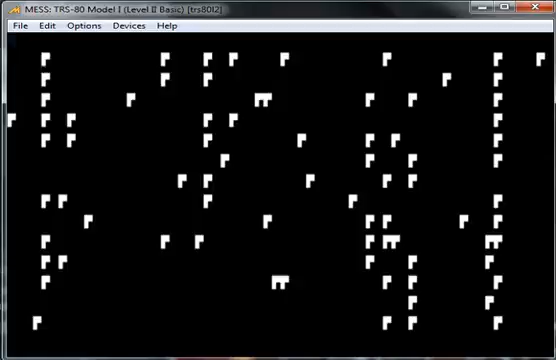 MESS: TRS-80 Model I (Level II Basic) [trs80l2]
File Edit Options Devices Help